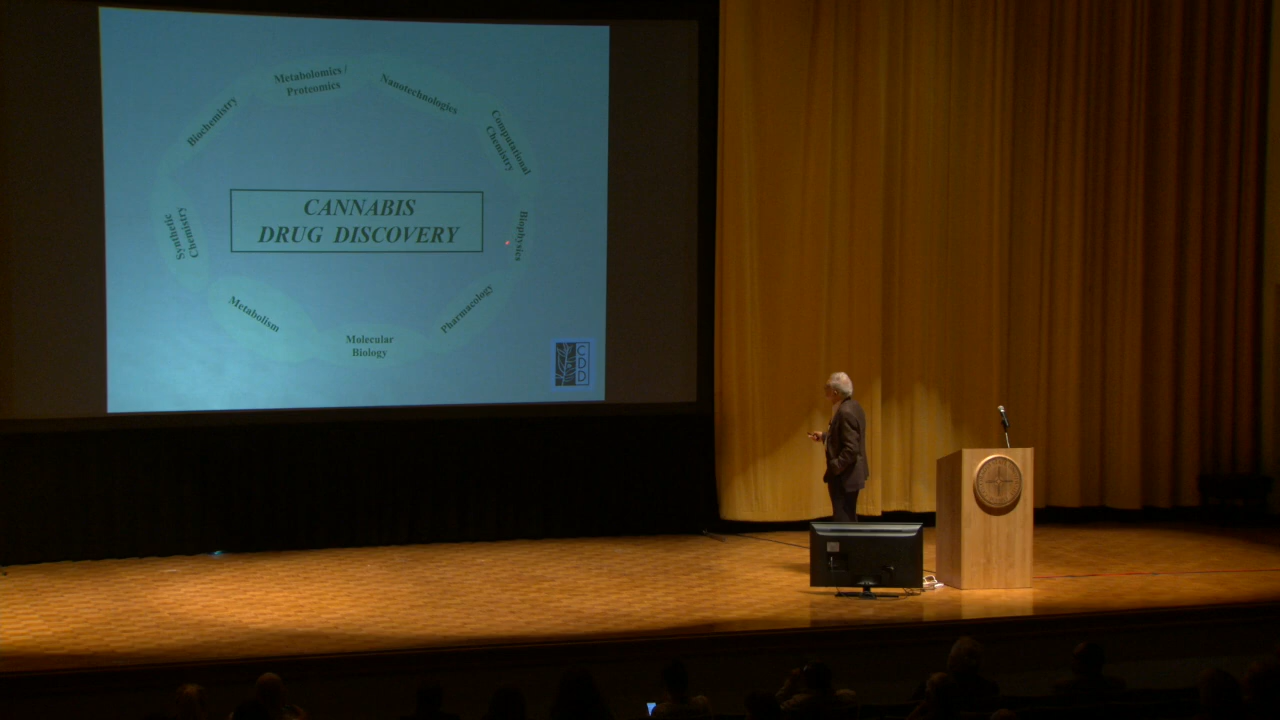 CANNABIS
DRUG DISCOVERY
Metabolomics /
Proteomics
Nanotechnologies
Computational
Chemistry
Biophysics
Pharmacology
Molecular
Biology
Metabolism
Synthetic
Chemistry
Biochemistry
CDD